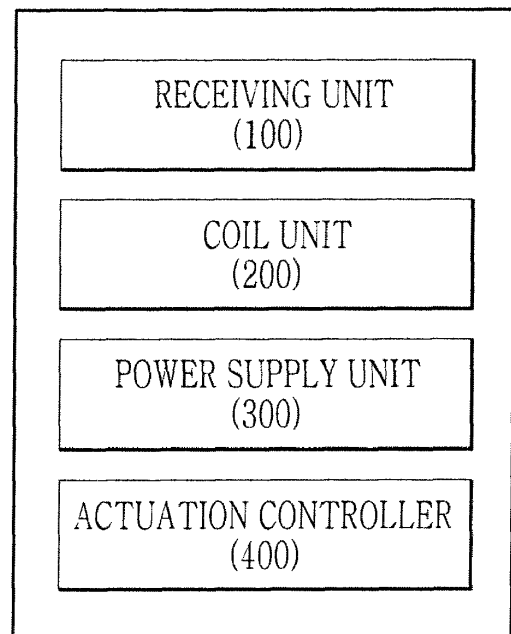 RECEIVING UNIT
(100)
COIL UNIT
(200)
POWER SUPPLY UNIT
(300)
ACTUATION CONTROLLER
(400)